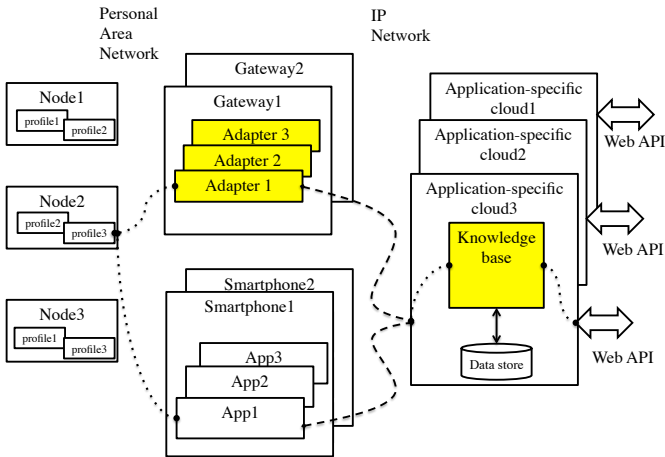 Personal
Area
Network
IP
Network
Node1
profile1
profile2
Node2
profile2
profile3
Node3
profile1
profile3
Gateway2
Gateway1
Adapter 3
Adapter 2
Adapter 1
Smartphone2
Smartphone1
App3
App2
App1
Application-specific
cloud1
Application-specific
cloud2
Application-specific
cloud3
Knowledge
base
Data store
Web API
Web API
Web API